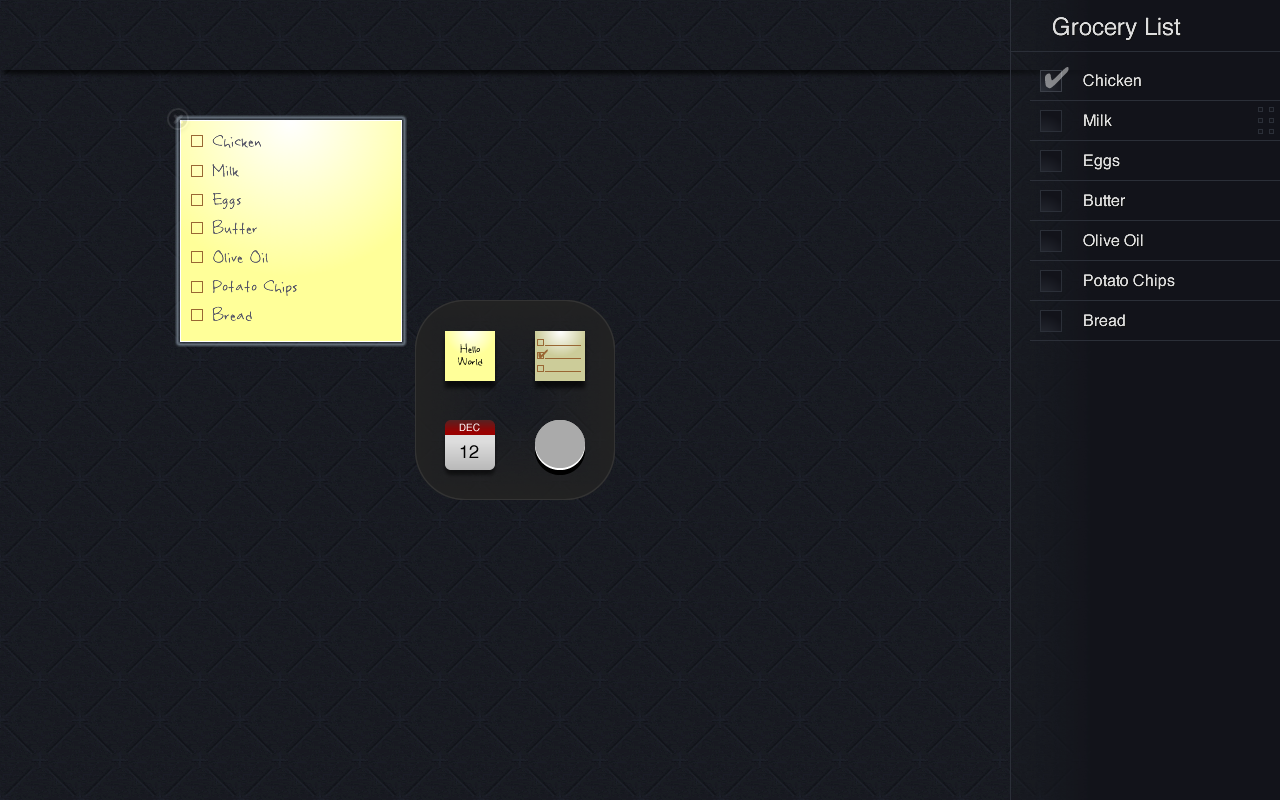 Grocery List
Chicken
Milk
Eggs
Butter
Olive Oil
Potato Chips
Bread
Chicken
Milk
Eggs
Butter
Olive Oil
Potato Chips
Bread
Hello
World
DEC
12